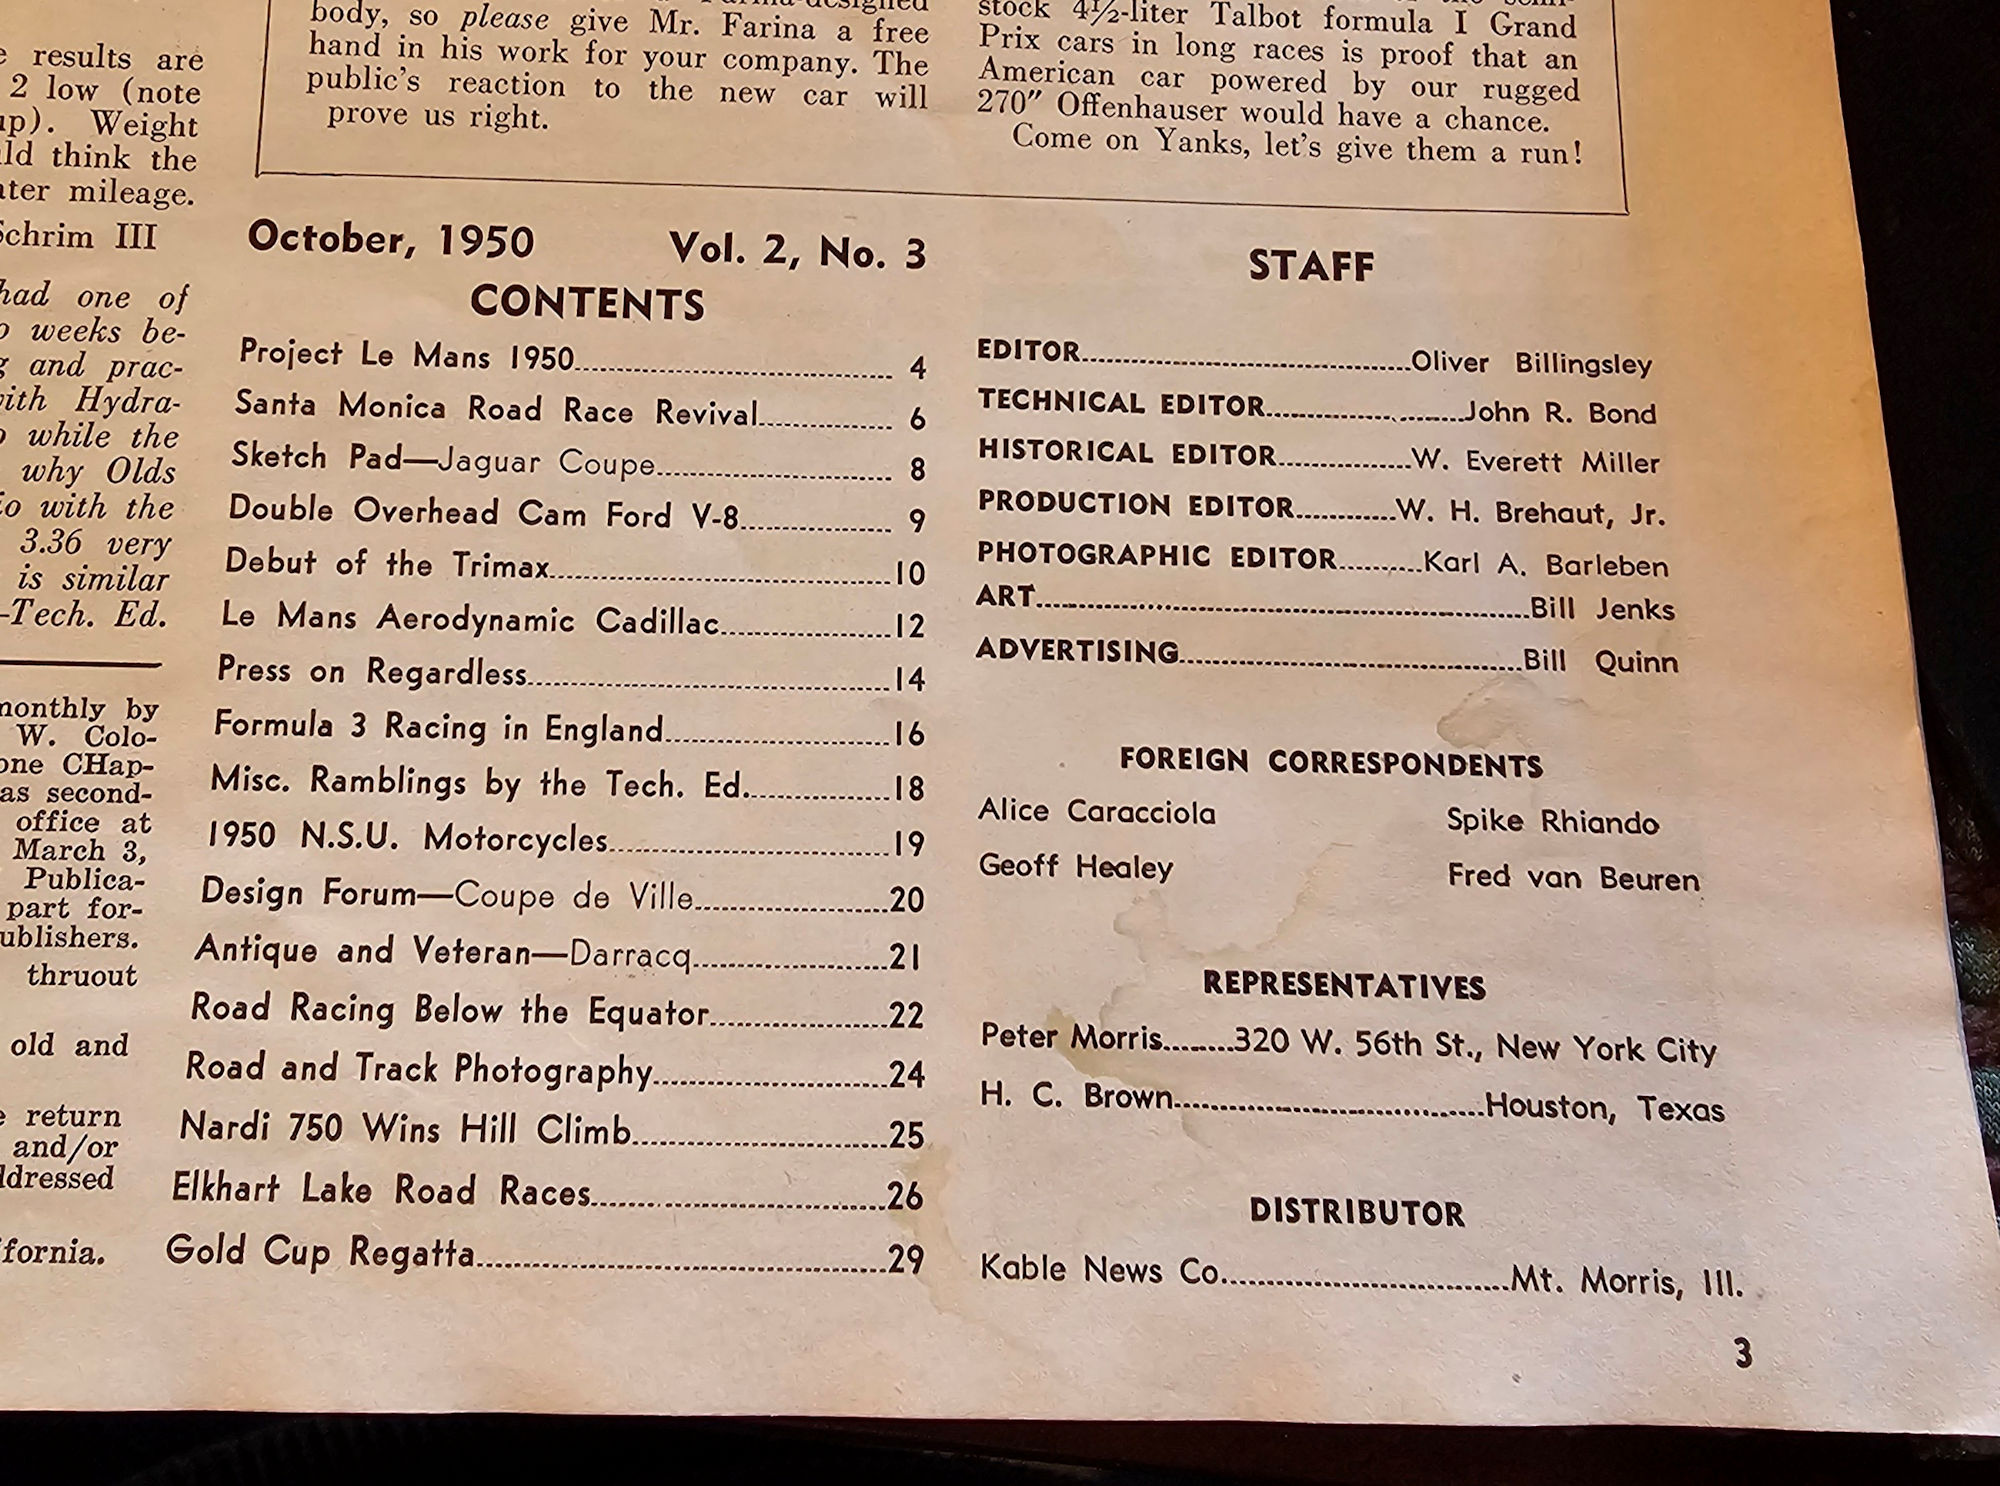 results are
2 low (note
up). Weight
think the
mileage.
Schrim III
had one of
weeks be-
and prac-
with Hydra-
while the
why Olds
with the
3.36 very
is similar
—Tech. Ed.
monthly by
W. Colo-
CHap-
as second-
office at
March 3,
Publica-
part for-
thruout
old and
return
and/or
body, so please give Mr. Farina a free
hand in his work for your company. The
public's reaction to the new car will
prove us right.
stock 4½-liter Talbot formula I Grand
Prix cars in long races is proof that an
American car powered by our rugged
270" Offenhauser would have a chance.
Come on Yanks, let's give them a run!
October, 1950 Vol. 2, No. 3
CONTENTS
Project Le Mans 1950 4
Santa Monica Road Race Revival 6
Sketch Pad—Jaguar Coupe 8
Double Overhead Cam Ford V-8 9
Debut of the Trimax 10
Le Mans Aerodynamic Cadillac 12
Press on Regardless 14
Formula 3 Racing in England 16
Misc. Ramblings by the Tech. Ed. 18
1950 N.S.U. Motorcycles 19
Design Forum—Coupe de Ville 20
Antique and Veteran—Darracq 21
Road Racing Below the Equator 22
Road and Track Photography 24
Nardi 750 Wins Hill Climb 25
Elkhart Lake Road Races 26
Gold Cup Regatta 29
STAFF
EDITOR Oliver Billingsley
TECHNICAL EDITOR John R. Bond
HISTORICAL EDITOR W. Everett Miller
PRODUCTION EDITOR W. H. Brehaut, Jr.
PHOTOGRAPHIC EDITOR Karl A. Barleben
ART Bill Jenks
ADVERTISING Bill Quinn
FOREIGN CORRESPONDENTS
Alice Caracciola Spike Rhiando
Geoff Healey Fred van Beuren
REPRESENTATIVES
Peter Morris 320 W. 56th St., New York City
H. C. Brown Houston, Texas
DISTRIBUTOR
Kable News Co. Mt. Morris, Ill.
3